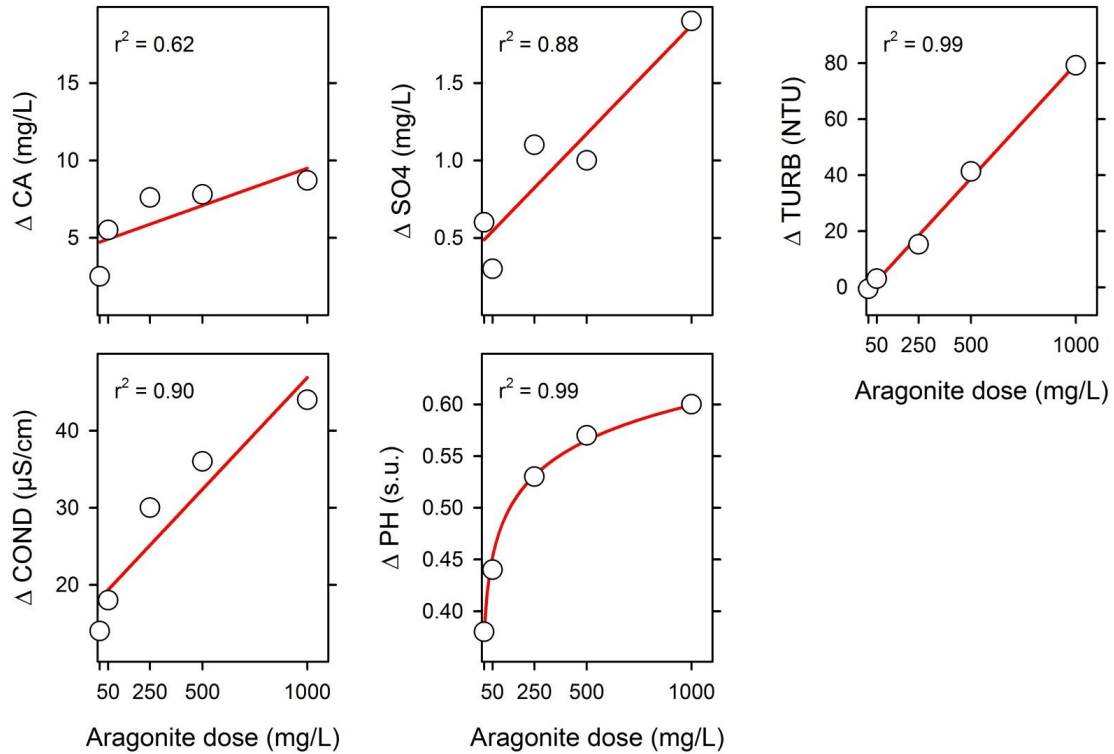 r² = 0.62
Δ CA (mg/L)
15
10
5
r² = 0.88
Δ SO4 (mg/L)
1.5
1.0
0.5
r² = 0.99
Δ TURB (NTU)
80
60
40
20
0
50 250 500 1000
Aragonite dose (mg/L)
r² = 0.90
Δ COND (µS/cm)
40
30
20
50 250 500 1000
Aragonite dose (mg/L)
r² = 0.99
Δ PH (s.u.)
0.60
0.55
0.50
0.45
0.40
50 250 500 1000
Aragonite dose (mg/L)